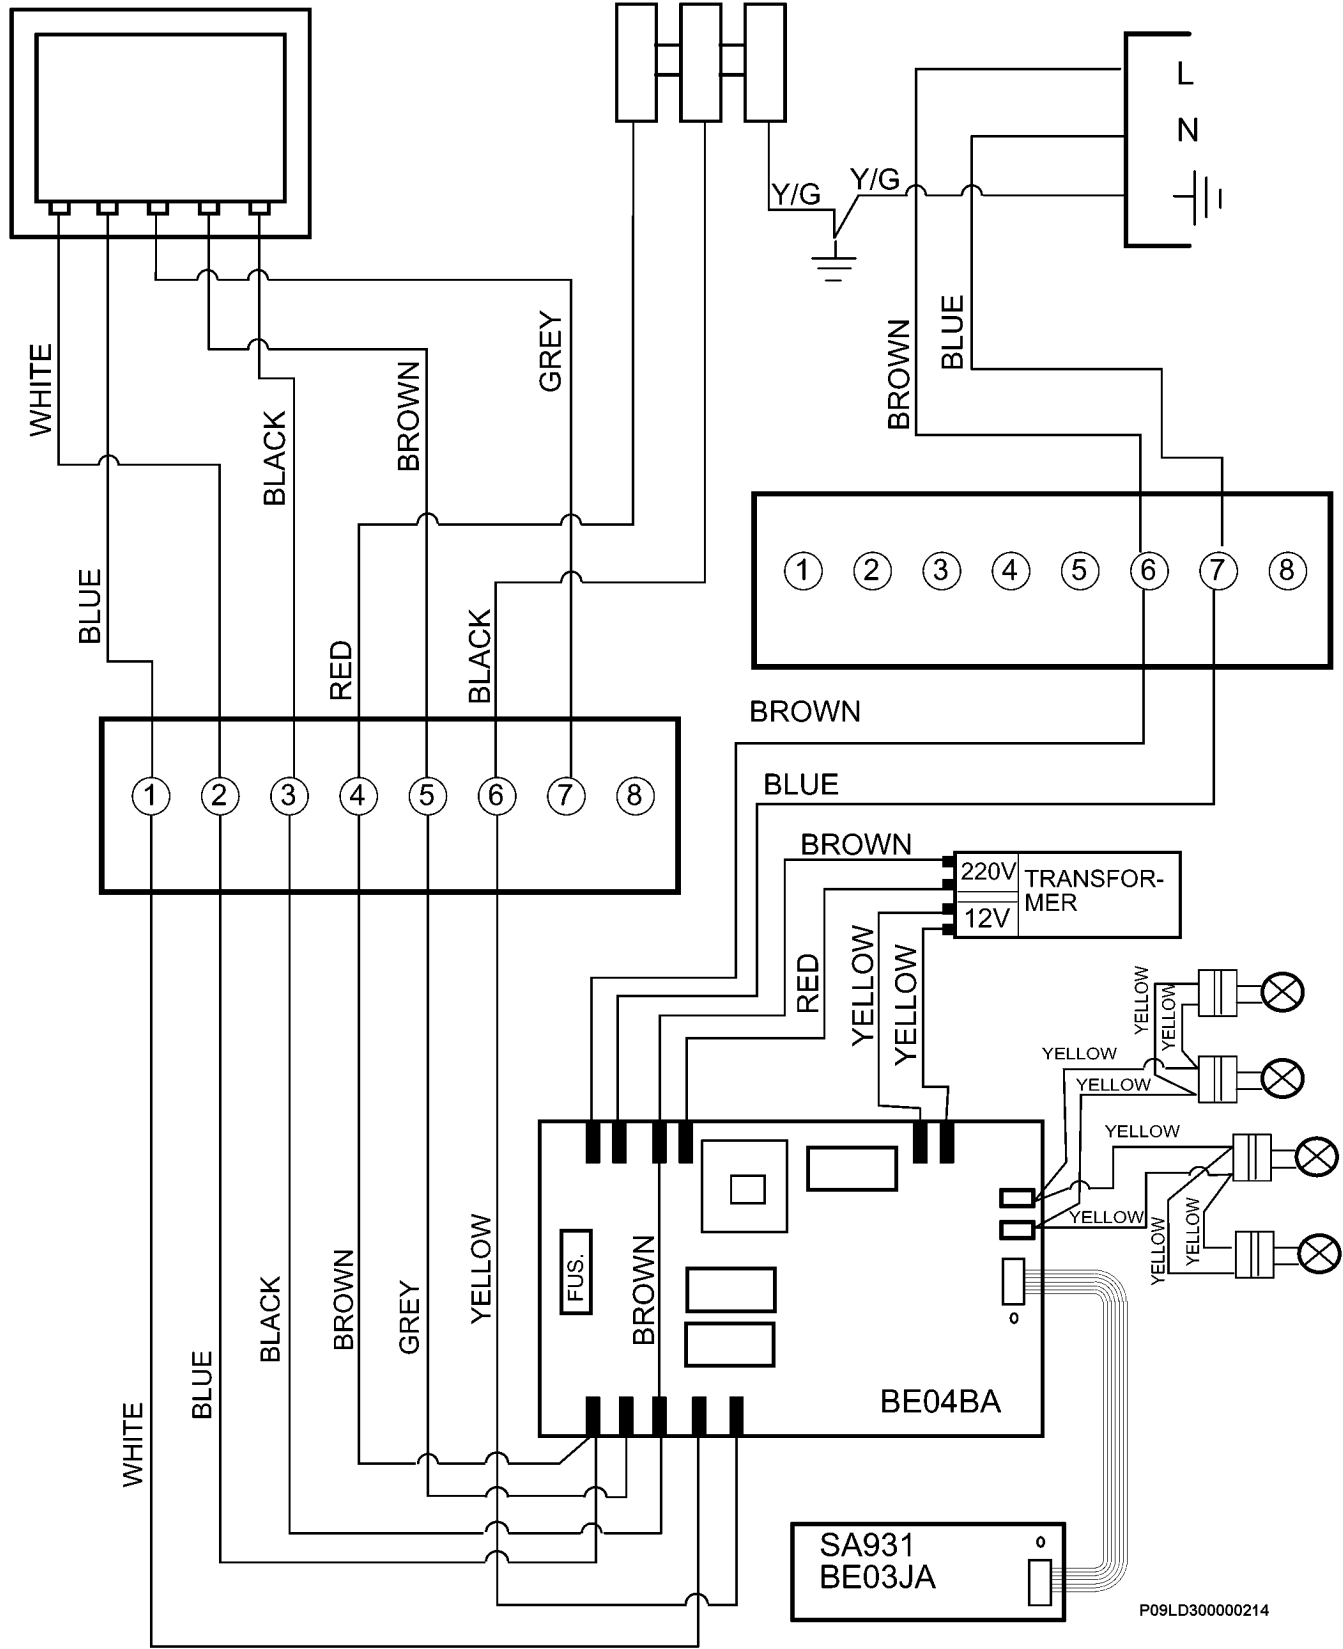 L
N
Y/G
Y/G
WHITE
BLUE
BLACK
BROWN
GREY
RED
BLACK
BROWN
BLUE
1 2 3 4 5 6 7 8
BROWN
BLUE
1 2 3 4 5 6 7 8
BROWN
220V
12V
TRANSFOR-
MER
RED
YELLOW
YELLOW
YELLOW
YELLOW
YELLOW
YELLOW
YELLOW
YELLOW
YELLOW
YELLOW
WHITE
BLUE
BLACK
BROWN
GREY
YELLOW
FUS.
BROWN
BE04BA
SA931
BE03JA
P09LD300000214